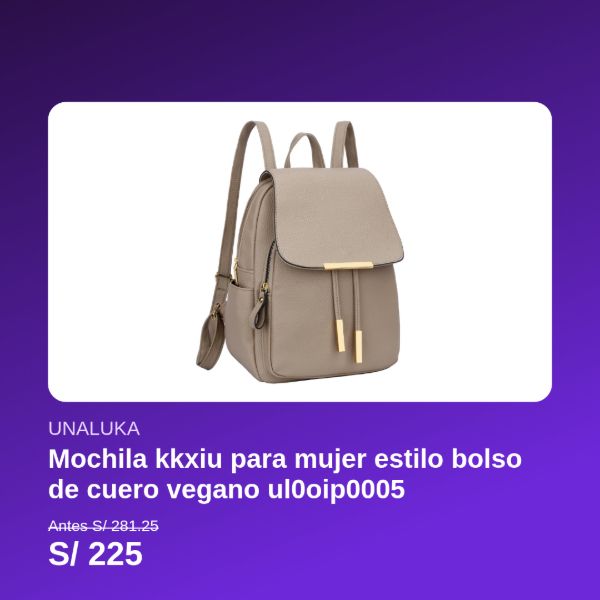 UNALUKA
Mochila kkxiu para mujer estilo bolso
de cuero vegano ul0oip0005
Antes S/ 281.25
S/ 225